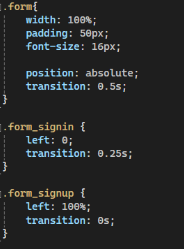 .form{
width: 100%;
padding: 50px;
font-size: 16px;
position: absolute;
transition: 0.5s;
}
.form_signin {
left: 0;
transition: 0.25s;
}
.form_signup {
left: 100%;
transition: 0s;
}